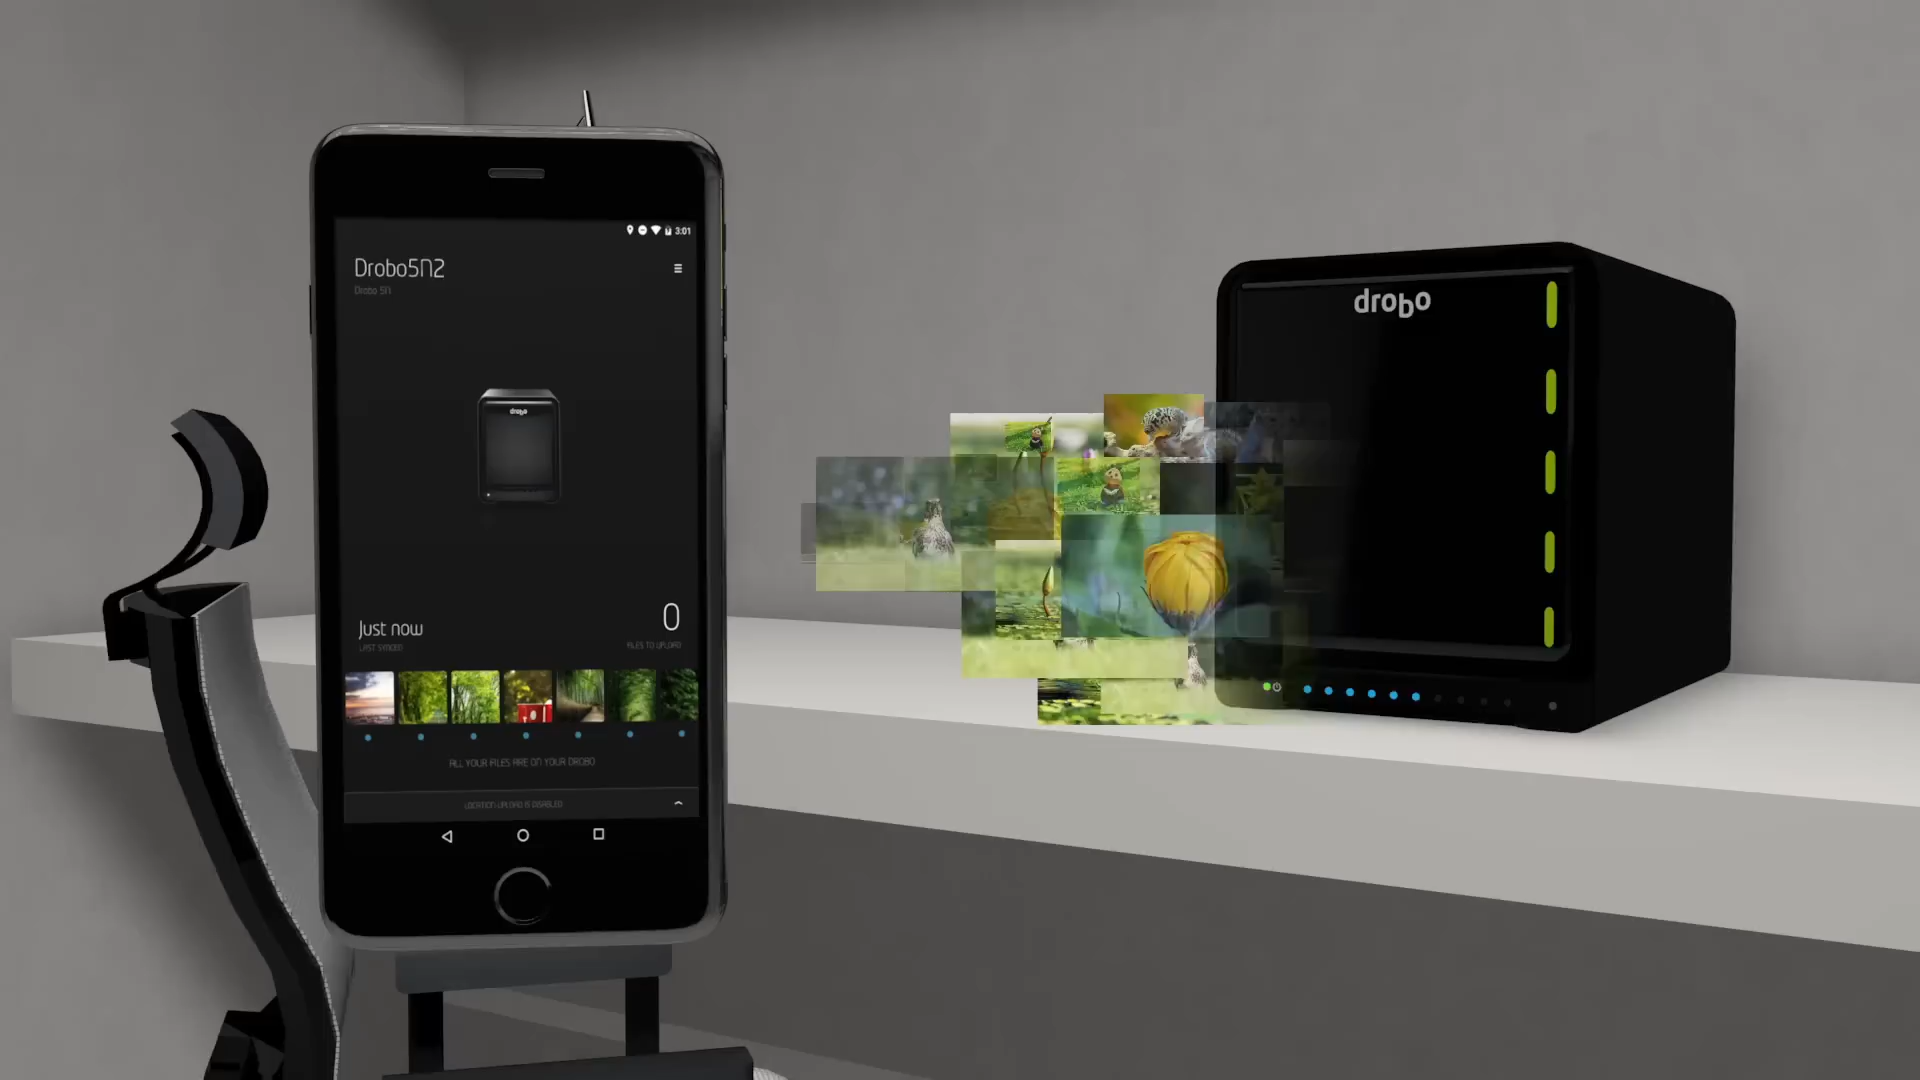 3:01
Drobo5N2
Drobo 5N
drobo
drobo
Just now
0
LAST SYNCED
FILES TO UPLOAD
ALL YOUR FILES ARE ON YOUR DROBO
LOCATION UPLOAD IS DISABLED